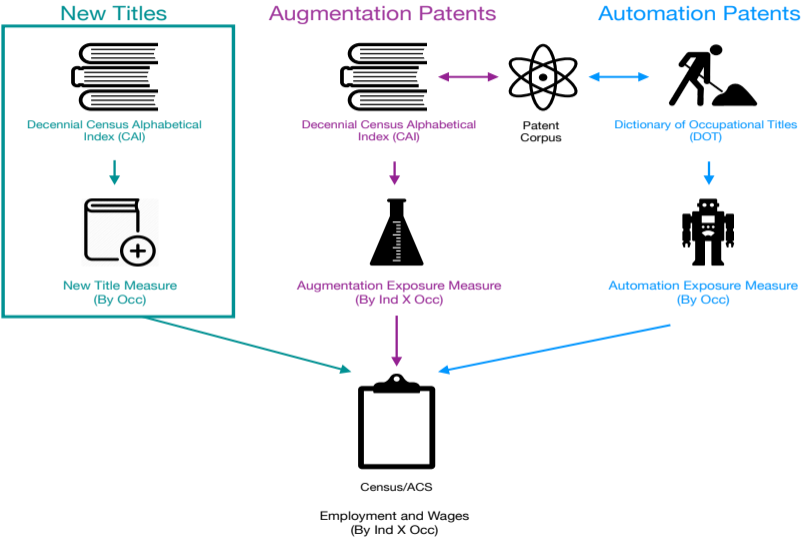 New Titles
Augmentation Patents
Automation Patents
Decennial Census Alphabetical
Index (CAI)
Decennial Census Alphabetical
Index (CAI)
Patent
Corpus
Dictionary of Occupational Titles
(DOT)
New Title Measure
(By Occ)
Augmentation Exposure Measure
(By Ind X Occ)
Automation Exposure Measure
(By Occ)
Census/ACS
Employment and Wages
(By Ind X Occ)